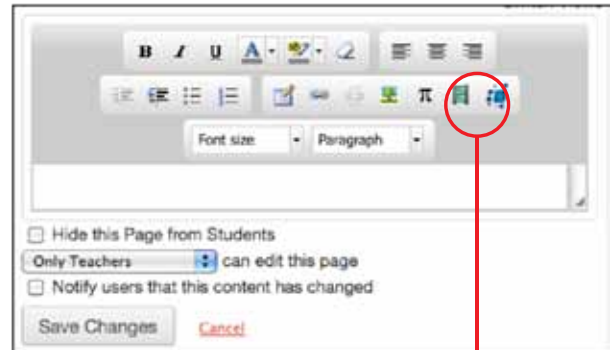 B I U A
π
Font size Paragraph
Hide this Page from Students
Only Teachers can edit this page
Notify users that this content has changed
Save Changes Cancel